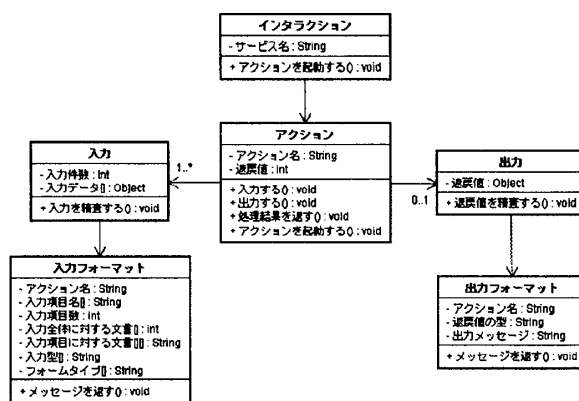 インタラクション
- サービス名 : String
+ アクションを起動する() : void
アクション
- アクション名 : String
- 返戻値 : int
+ 入力する() : void
+ 出力する() : void
+ 処理結果を返す() : void
+ アクションを起動する() : void
1..*
0..1
入力
- 入力件数 : int
- 入力データ[] : Object
+ 入力を精査する() : void
出力
- 返戻値 : Object
+ 返戻値を精査する() : void
入力フォーマット
- アクション名 : String
- 入力項目名[] : String
- 入力項目数 : int
- 入力全体に対する文書[] : int
- 入力項目に対する文書[][] : String
- 入力型[] : String
- フォームタイプ[] : String
+ メッセージを返す() : void
出力フォーマット
- アクション名 : String
- 返戻値の型 : String
- 出力メッセージ : String
+ メッセージを返す() : void